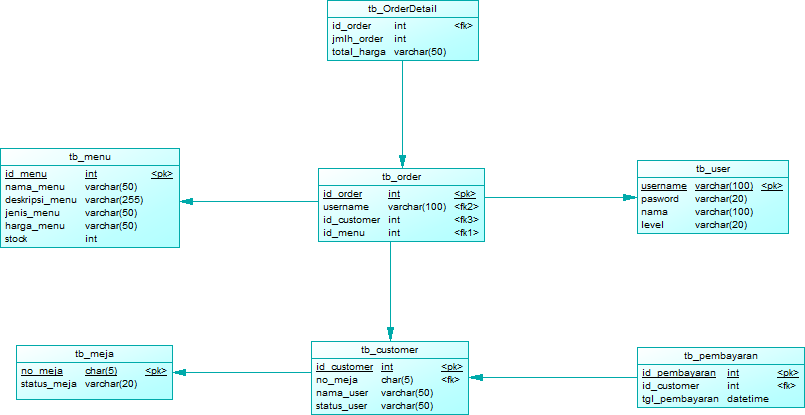 tb_OrderDetail
id_order int <fk>
jmlh_order int
total_harga varchar(50)
tb_menu
id_menu int <pk>
nama_menu varchar(50)
deskripsi_menu varchar(255)
jenis_menu varchar(50)
harga_menu varchar(50)
stock int
tb_order
id_order int <pk>
username varchar(100) <fk2>
id_customer int <fk3>
id_menu int <fk1>
tb_user
username varchar(100) <pk>
pasword varchar(20)
nama varchar(100)
level varchar(20)
tb_meja
no_meja char(5) <pk>
status_meja varchar(20)
tb_customer
id_customer int <pk>
no_meja char(5) <fk>
nama_user varchar(50)
status_user varchar(50)
tb_pembayaran
id_pembayaran int <pk>
id_customer int <fk>
tgl_pembayaran datetime